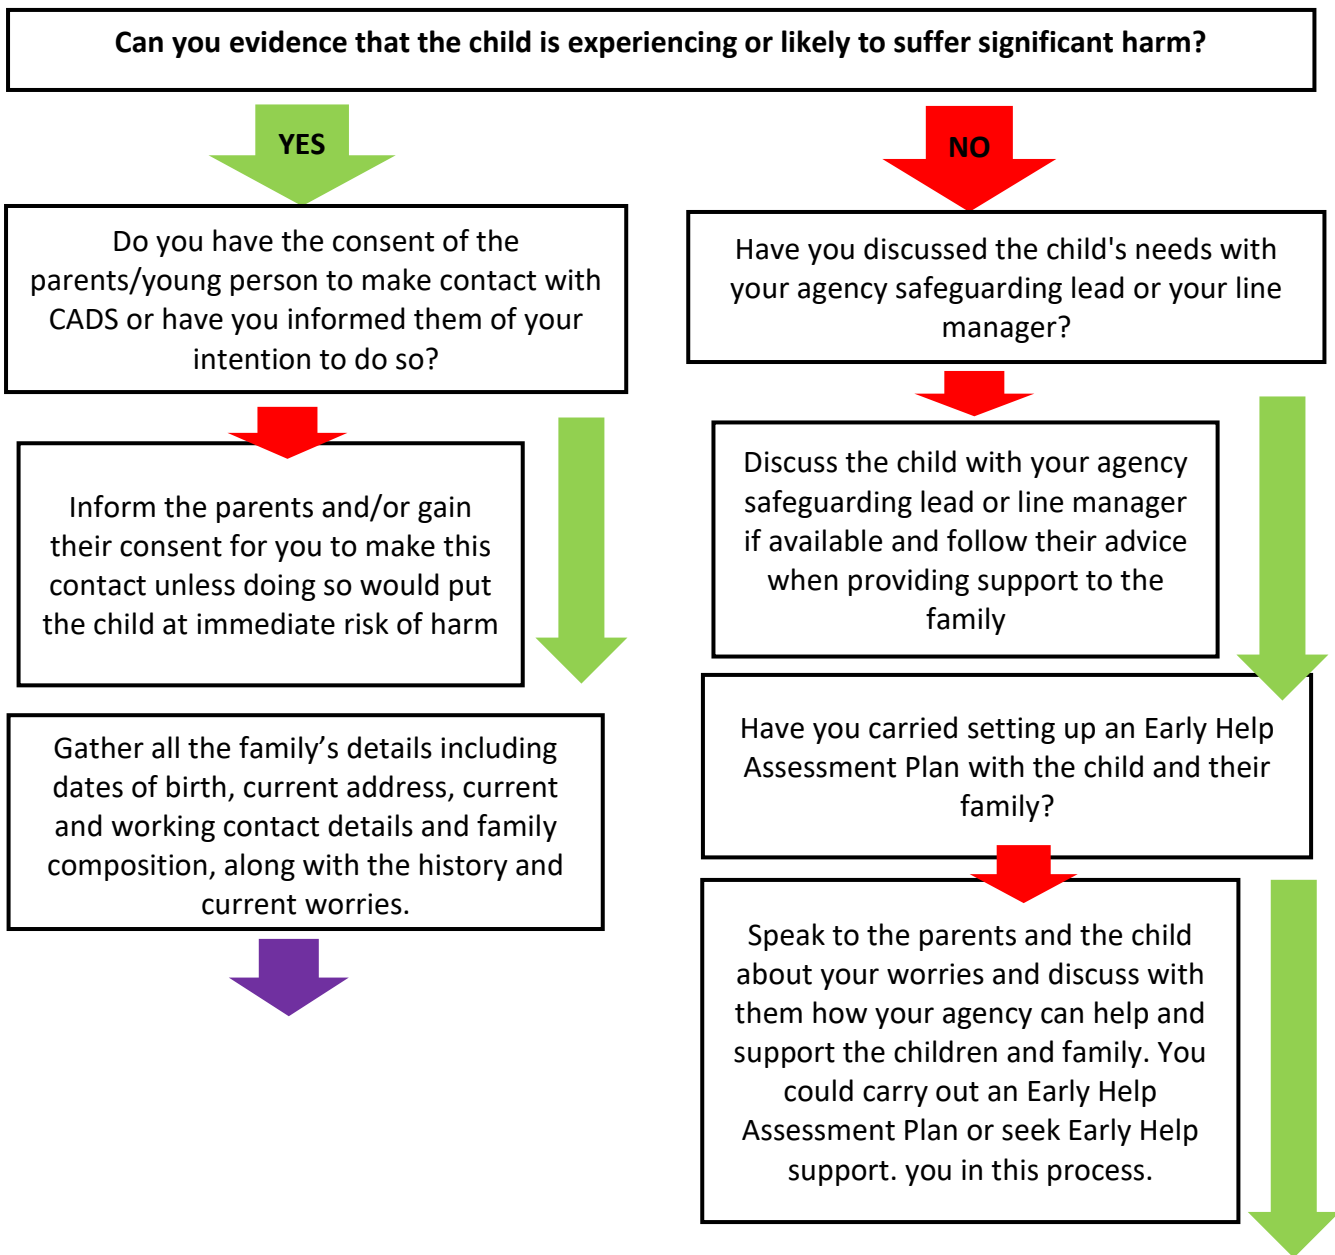 Can you evidence that the child is experiencing or likely to suffer significant harm?
YES
NO
Do you have the consent of the
parents/young person to make contact with
CADS or have you informed them of your
intention to do so?
Have you discussed the child's needs with
your agency safeguarding lead or your line
manager?
Inform the parents and/or gain
their consent for you to make this
contact unless doing so would put
the child at immediate risk of harm
Discuss the child with your agency
safeguarding lead or line manager
if available and follow their advice
when providing support to the
family
Gather all the family’s details including
dates of birth, current address, current
and working contact details and family
composition, along with the history and
current worries.
Have you carried setting up an Early Help
Assessment Plan with the child and their
family?
Speak to the parents and the child
about your worries and discuss with
them how your agency can help and
support the children and family. You
could carry out an Early Help
Assessment Plan or seek Early Help
support. you in this process.